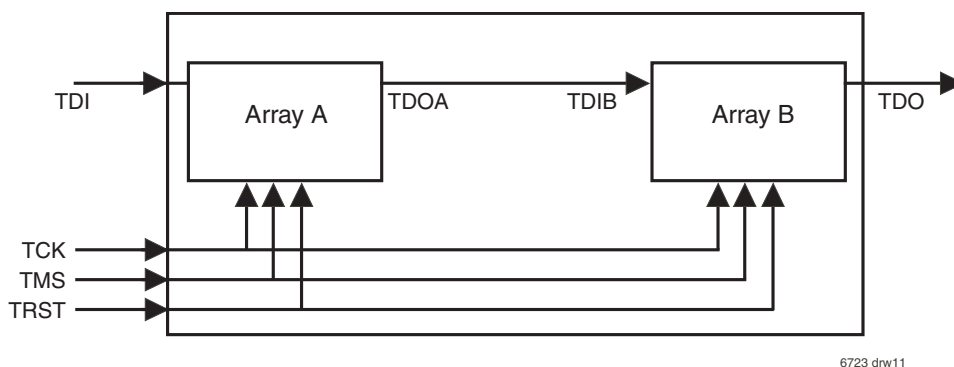 Array A
Array B
TDI
TDOA
TDIB
TDO
TCK
TMS
TRST
6723 drw11